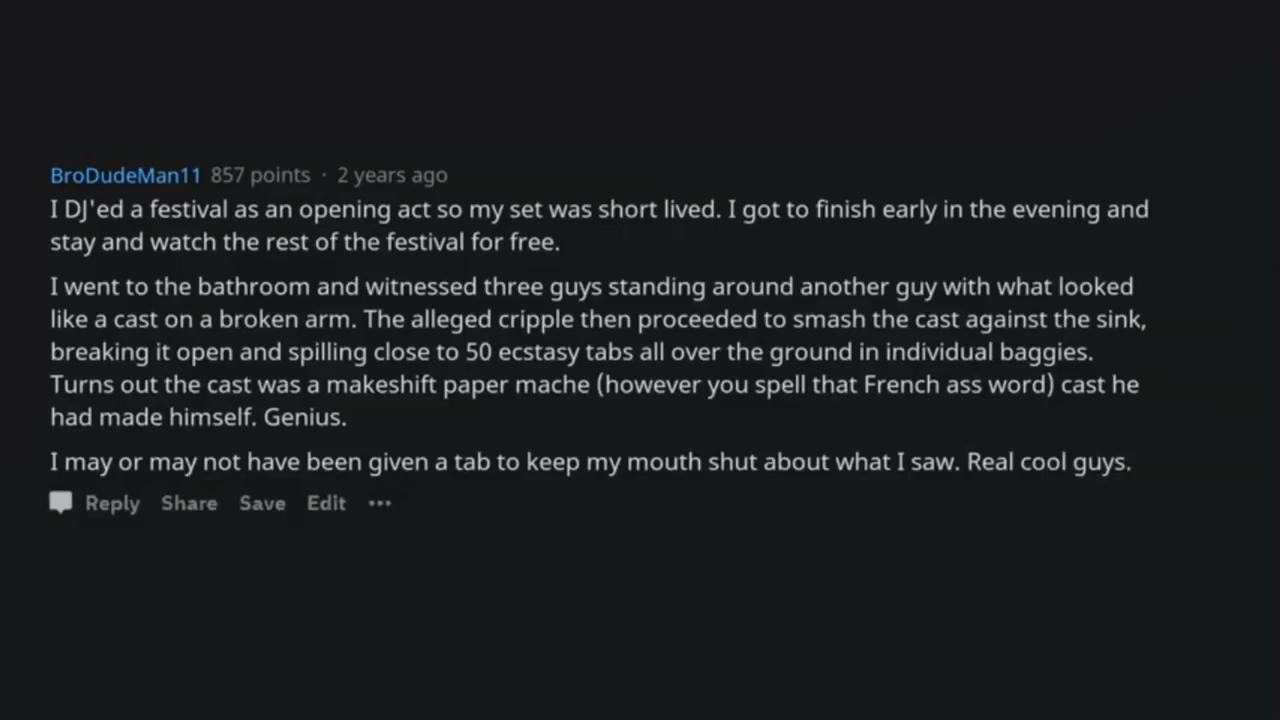 BroDudeMan11 857 points · 2 years ago
I DJ'ed a festival as an opening act so my set was short lived. I got to finish early in the evening and
stay and watch the rest of the festival for free.
I went to the bathroom and witnessed three guys standing around another guy with what looked
like a cast on a broken arm. The alleged cripple then proceeded to smash the cast against the sink,
breaking it open and spilling close to 50 ecstasy tabs all over the ground in individual baggies.
Turns out the cast was a makeshift paper mache (however you spell that French ass word) cast he
had made himself. Genius.
I may or may not have been given a tab to keep my mouth shut about what I saw. Real cool guys.
Reply Share Save Edit •••